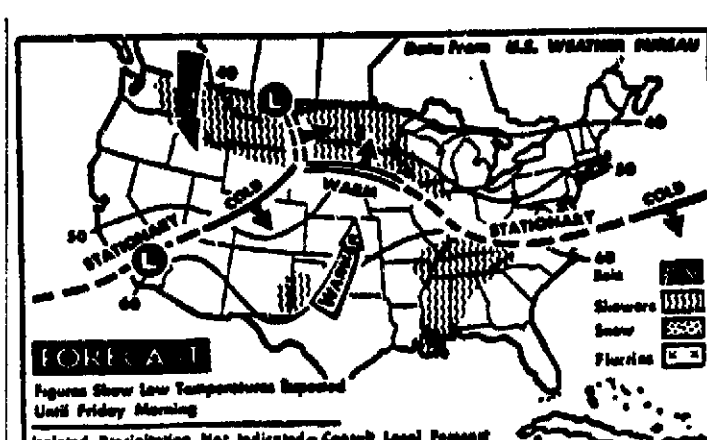 Data From U.S. WEATHER BUREAU
40
L
40
50
WARM
COLD
COLD
STATIONARY
50
STATIONARY
L
WARMER
60
60
Rain
Showers
Snow
Flurries
FORECAST
Figures Show Low Temperatures Expected
Until Friday Morning
Isolated Precipitation Not Indicated—Consult Local Forecast